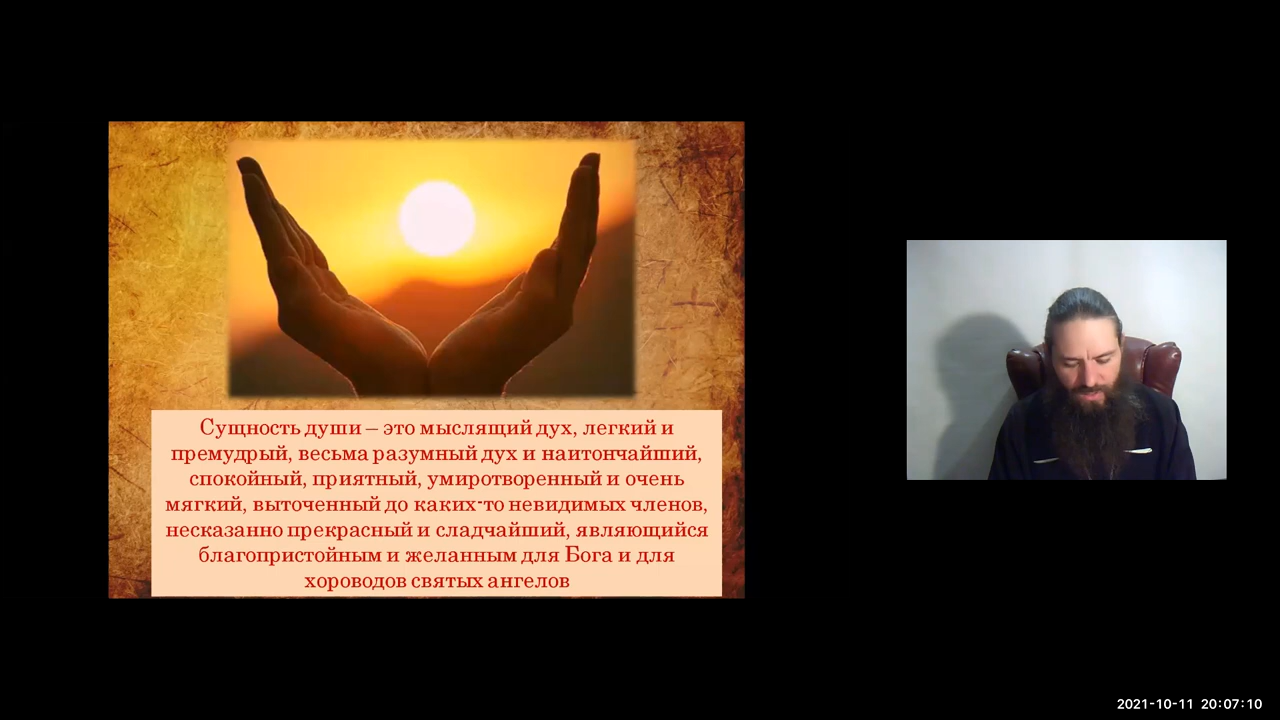 Сущность души – это мыслящий дух, легкий и
премудрый, весьма разумный дух и наитончайший,
спокойный, приятный, умиротворенный и очень
мягкий, выточенный до каких-то невидимых членов,
несказанно прекрасный и сладчайший, являющийся
благопристойным и желанным для Бога и для
хороводов святых ангелов
2021-10-11 20:07:10